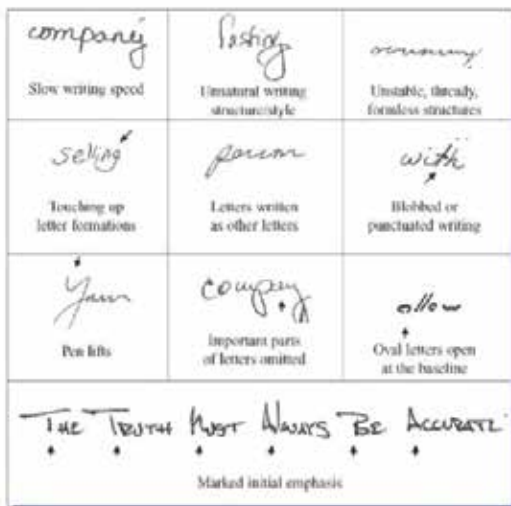 company
Slow writing speed
Unnatural writing
structure/style
Unstable, thready,
formless structures
selling
with
Touching up
letter formations
Letters written
as other letters
Blobbed or
punctuated writing
company
allow
Pen lifts
Important parts
of letters omitted
Oval letters open
at the baseline
THE TRUTH MUST ALWAYS BE ACCURATE
Marked initial emphasis